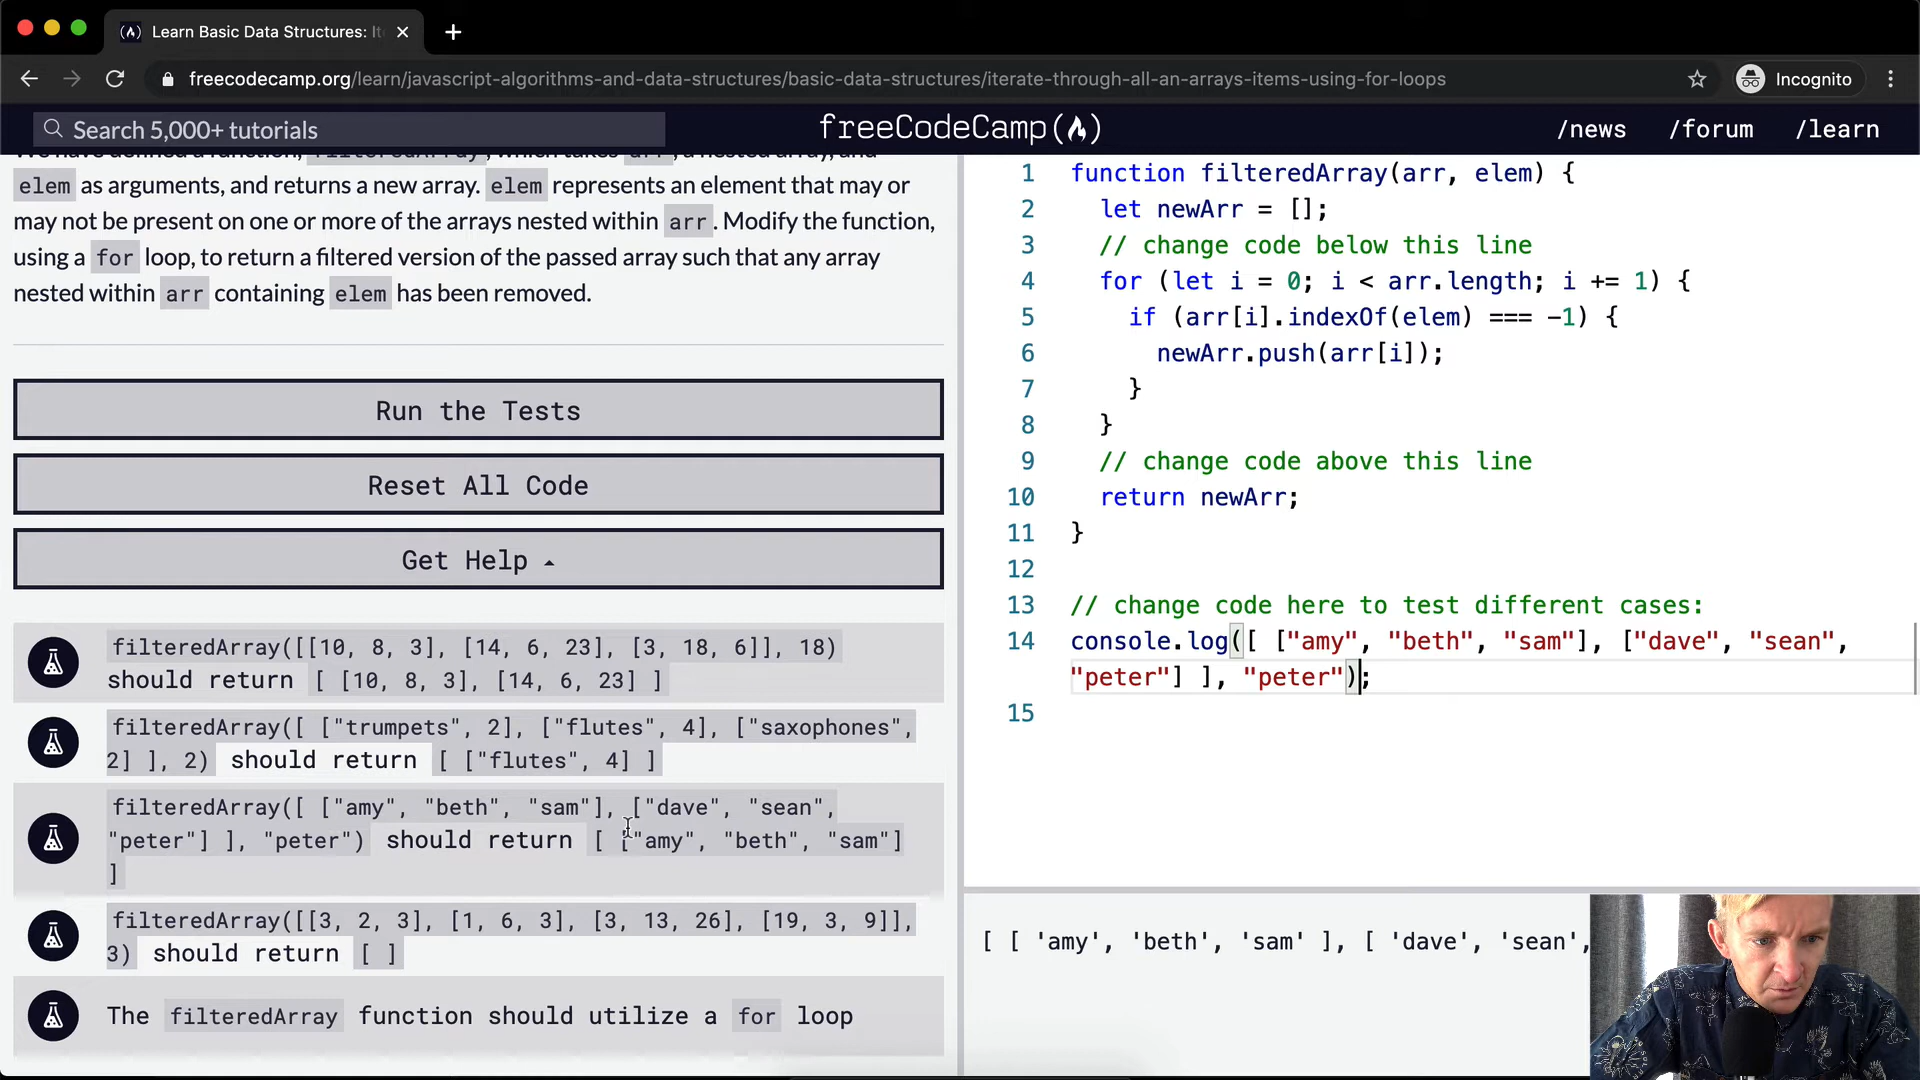 Learn Basic Data Structures: It
freecodecamp.org/learn/javascript-algorithms-and-data-structures/basic-data-structures/iterate-through-all-an-arrays-items-using-for-loops
Incognito
Search 5,000+ tutorials
freeCodeCamp
/news /forum /learn
We have defined a function, filteredArray, which takes arr, a nested array, and
elem as arguments, and returns a new array. elem represents an element that may or
may not be present on one or more of the arrays nested within arr. Modify the function,
using a for loop, to return a filtered version of the passed array such that any array
nested within arr containing elem has been removed.
Run the Tests
Reset All Code
Get Help
filteredArray([[10, 8, 3], [14, 6, 23], [3, 18, 6]], 18)
should return [ [10, 8, 3], [14, 6, 23] ]
filteredArray([ ["trumpets", 2], ["flutes", 4], ["saxophones",
2] ], 2) should return [ ["flutes", 4] ]
filteredArray([ ["amy", "beth", "sam"], ["dave", "sean",
"peter"] ], "peter") should return [ ["amy", "beth", "sam"]
]
filteredArray([[3, 2, 3], [1, 6, 3], [3, 13, 26], [19, 3, 9]],
3) should return [ ]
The filteredArray function should utilize a for loop
1 function filteredArray(arr, elem) {
2 let newArr = [];
3 // change code below this line
4 for (let i = 0; i < arr.length; i += 1) {
5 if (arr[i].indexOf(elem) === -1) {
6 newArr.push(arr[i]);
7 }
8 }
9 // change code above this line
10 return newArr;
11 }
12
13 // change code here to test different cases:
14 console.log([ ["amy", "beth", "sam"], ["dave", "sean",
"peter"] ], "peter");
15
[ [ 'amy', 'beth', 'sam' ], [ 'dave', 'sean',